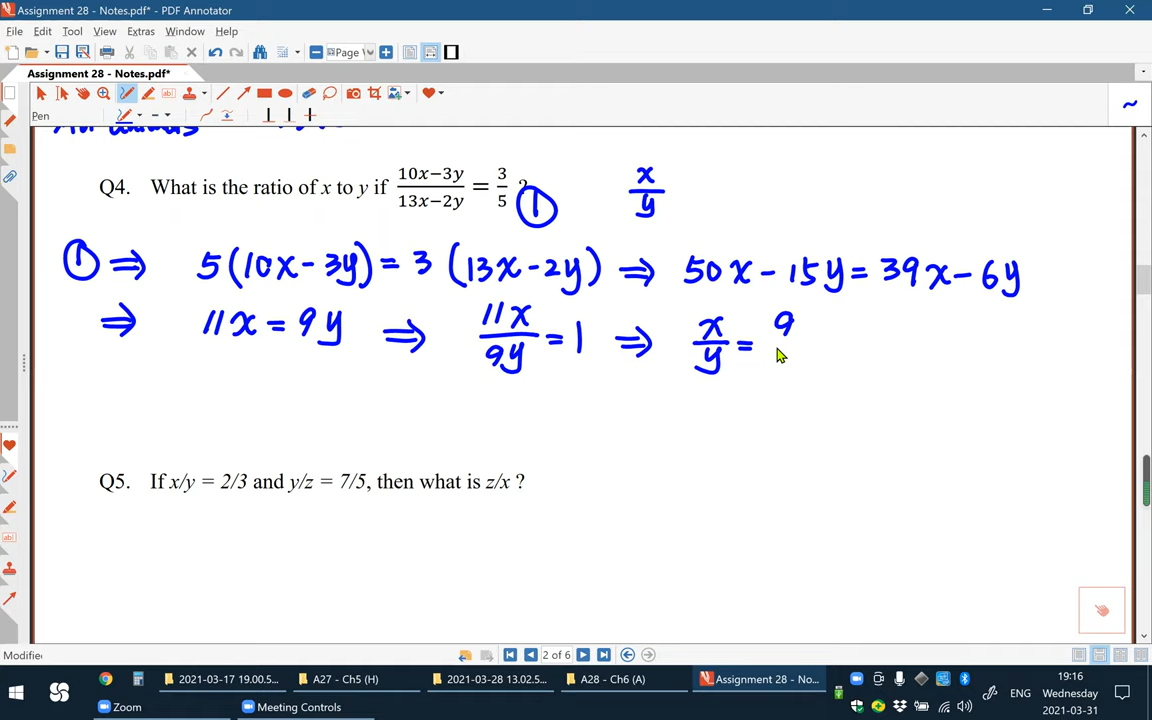 Assignment 28 - Notes.pdf* - PDF Annotator
File Edit Tool View Extras Window Help
Page V
Assignment 28 - Notes.pdf*
Pen
~
Q4. What is the ratio of x to y if (10x−3y)/(13x−2y) = 3/5 ? ① x/y
① ⇒ 5(10x - 3y) = 3 (13x - 2y) ⇒ 50x - 15y = 39x - 6y
⇒ 11x = 9y ⇒ 11x/9y = 1 ⇒ x/y = 9
Q5. If x/y = 2/3 and y/z = 7/5, then what is z/x ?
Modifie 2 of 6
2021-03-17 19.00.5... A27 - Ch5 (H) 2021-03-28 13.02.5... A28 - Ch6 (A) Assignment 28 - No...
Zoom Meeting Controls
ENG
19:16
Wednesday
2021-03-31